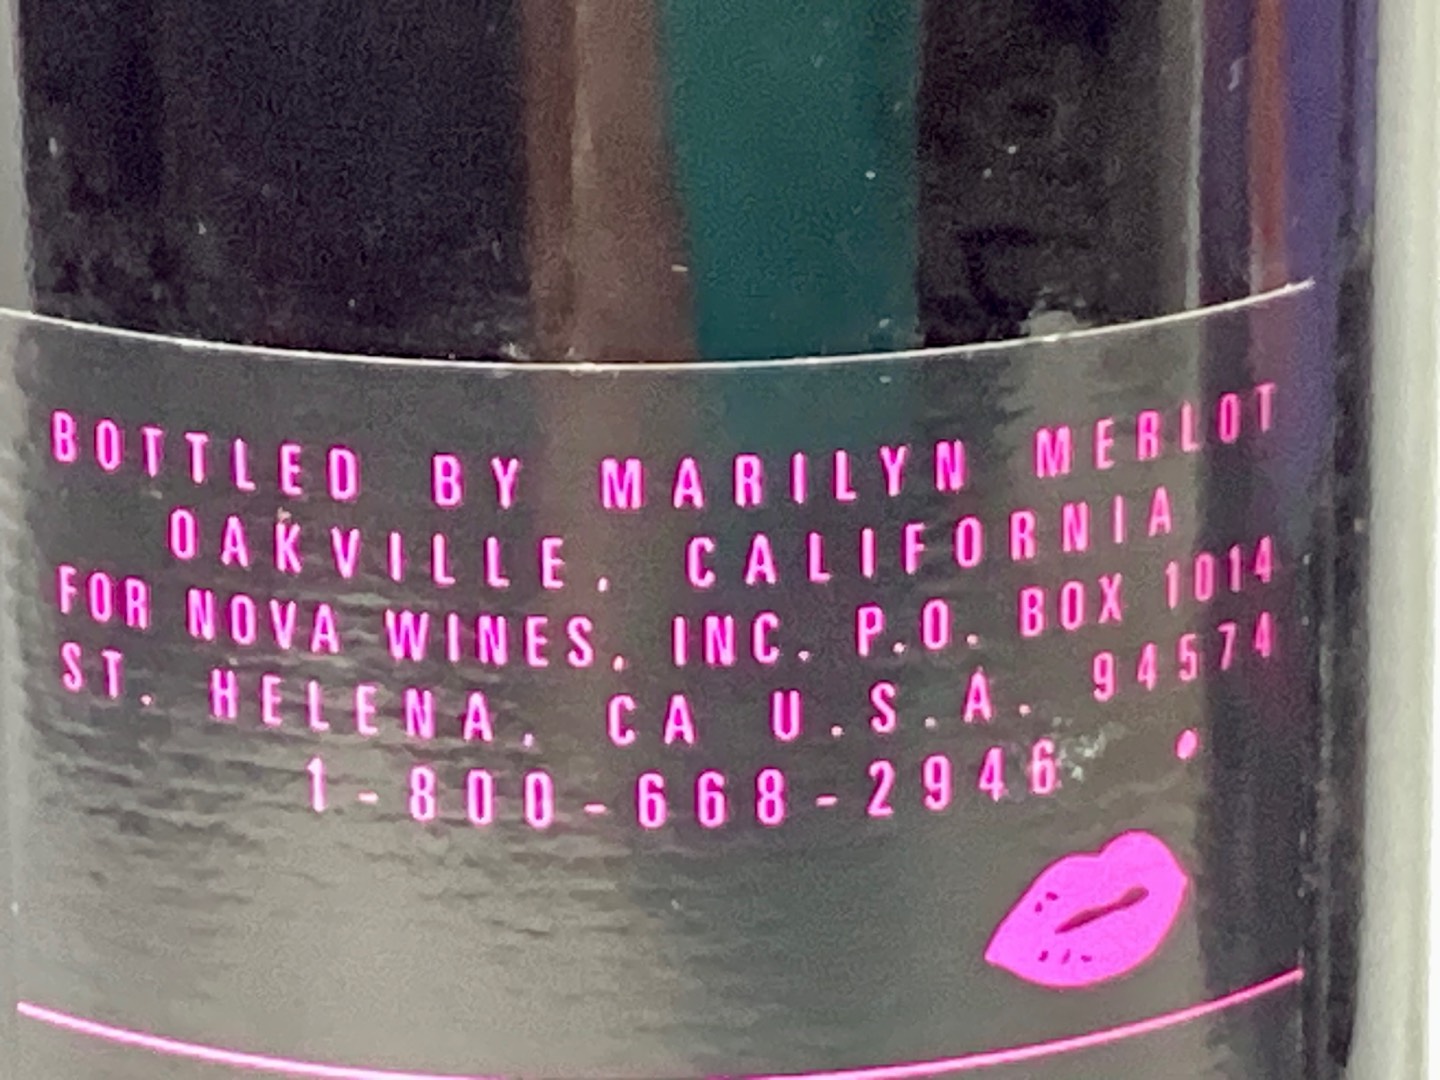 BOTTLED BY MARILYN MERLOT
OAKVILLE, CALIFORNIA
FOR NOVA WINES, INC. P.O. BOX 1014
ST. HELENA, CA U.S.A. 94574
1-800-668-2946